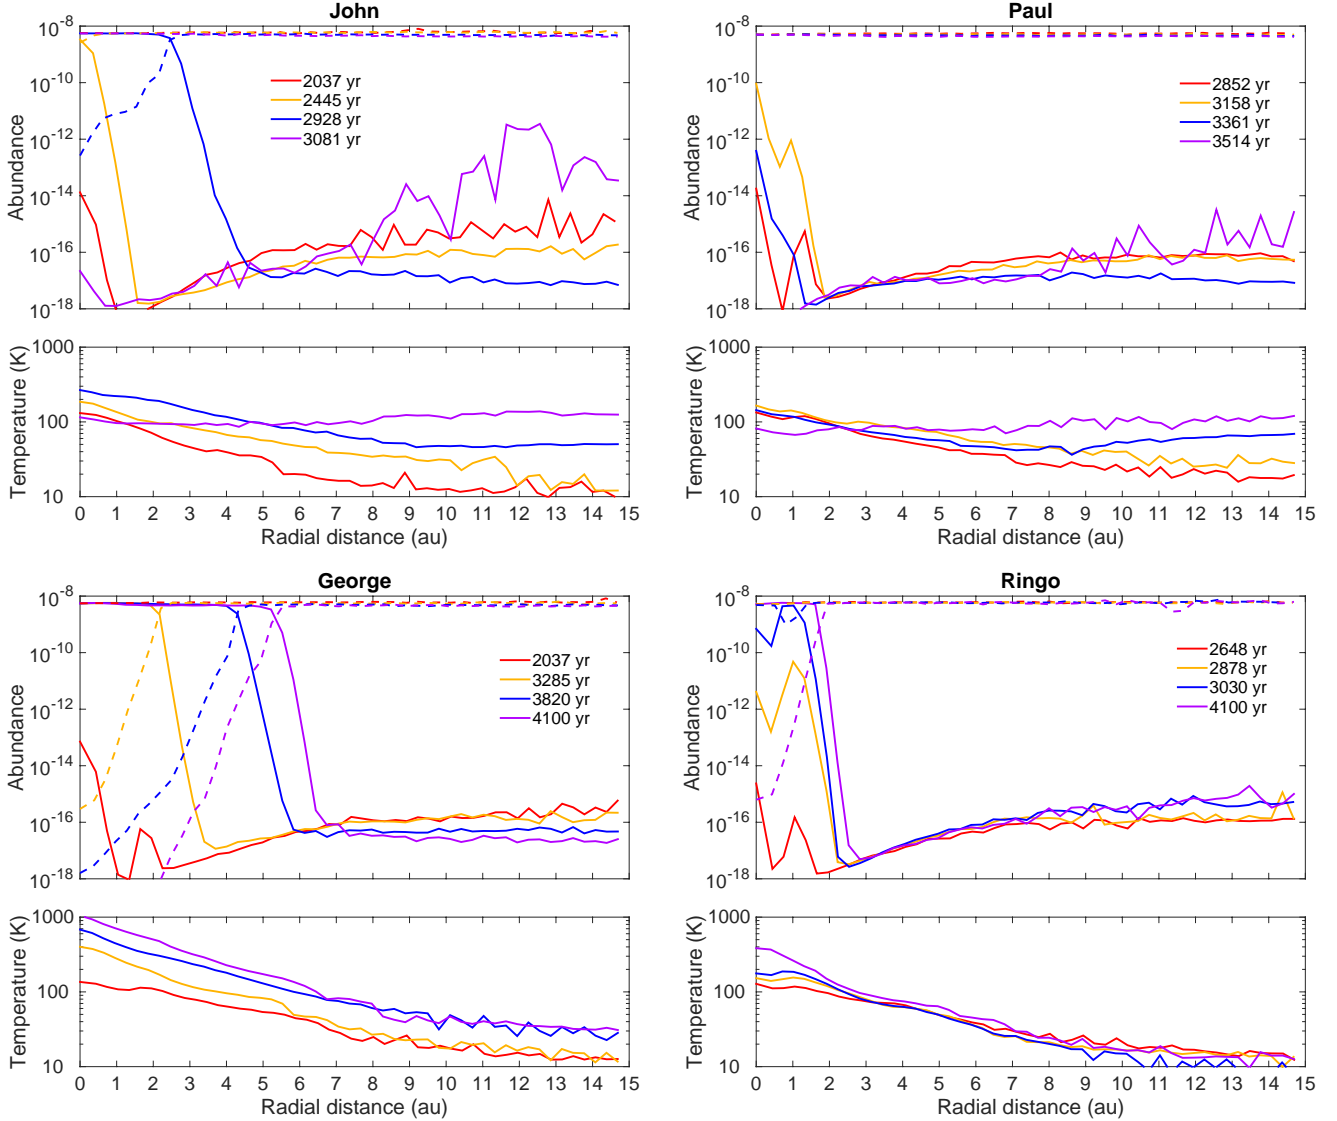 John
Paul
10^-8
10^-10
10^-12
10^-14
10^-16
10^-18
Abundance
2037 yr
2445 yr
2928 yr
3081 yr
10^-8
10^-10
10^-12
10^-14
10^-16
10^-18
Abundance
2852 yr
3158 yr
3361 yr
3514 yr
1000
100
10
Temperature (K)
0 1 2 3 4 5 6 7 8 9 10 11 12 13 14 15
Radial distance (au)
1000
100
10
Temperature (K)
0 1 2 3 4 5 6 7 8 9 10 11 12 13 14 15
Radial distance (au)
George
Ringo
10^-8
10^-10
10^-12
10^-14
10^-16
10^-18
Abundance
2037 yr
3285 yr
3820 yr
4100 yr
10^-8
10^-10
10^-12
10^-14
10^-16
10^-18
Abundance
2648 yr
2878 yr
3030 yr
4100 yr
1000
100
10
Temperature (K)
0 1 2 3 4 5 6 7 8 9 10 11 12 13 14 15
Radial distance (au)
1000
100
10
Temperature (K)
0 1 2 3 4 5 6 7 8 9 10 11 12 13 14 15
Radial distance (au)